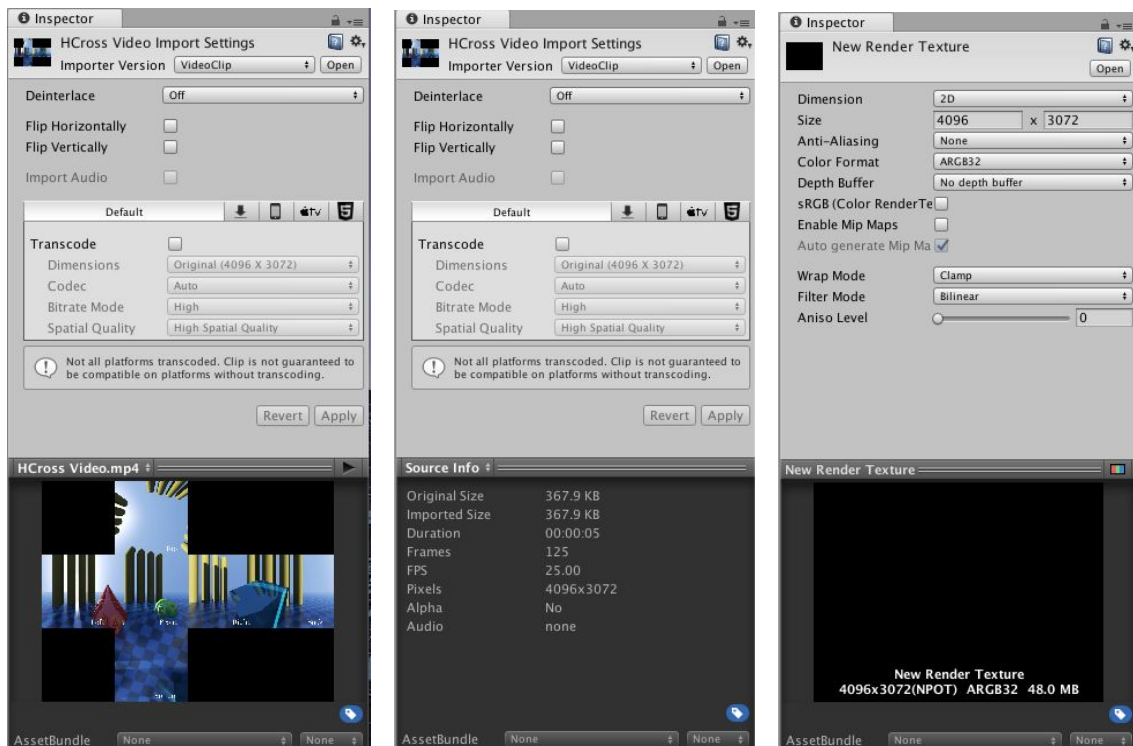 Inspector
HCross Video Import Settings
Importer Version VideoClip Open
Deinterlace Off
Flip Horizontally
Flip Vertically
Import Audio
Default tv 5
Transcode
Dimensions Original (4096 X 3072)
Codec Auto
Bitrate Mode High
Spatial Quality High Spatial Quality
Not all platforms transcoded. Clip is not guaranteed to
be compatible on platforms without transcoding.
Revert Apply
HCross Video.mp4
AssetBundle None None
Inspector
HCross Video Import Settings
Importer Version VideoClip Open
Deinterlace Off
Flip Horizontally
Flip Vertically
Import Audio
Default tv 5
Transcode
Dimensions Original (4096 X 3072)
Codec Auto
Bitrate Mode High
Spatial Quality High Spatial Quality
Not all platforms transcoded. Clip is not guaranteed to
be compatible on platforms without transcoding.
Revert Apply
Source Info
Original Size 367.9 KB
Imported Size 367.9 KB
Duration 00:00:05
Frames 125
FPS 25.00
Pixels 4096x3072
Alpha No
Audio none
AssetBundle None None
Inspector
New Render Texture
Open
Dimension 2D
Size 4096 x 3072
Anti-Aliasing None
Color Format ARGB32
Depth Buffer No depth buffer
sRGB (Color RenderTe
Enable Mip Maps
Auto generate Mip Ma
Wrap Mode Clamp
Filter Mode Bilinear
Aniso Level 0
New Render Texture
New Render Texture
4096x3072(NPOT) ARGB32 48.0 MB
AssetBundle None None